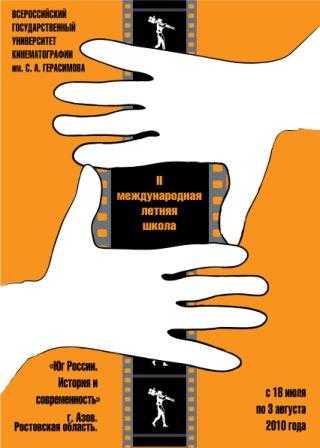 ВСЕРОССИЙСКИЙ
ГОСУДАРСТВЕННЫЙ
УНИВЕРСИТЕТ
КИНЕМАТОГРАФИИ
им. С. А. ГЕРАСИМОВА
II
международная
летняя
школа
«Юг России.
История и
современность»
г. Азов.
Ростовская область.
с 18 июля
по 3 августа
2010 года